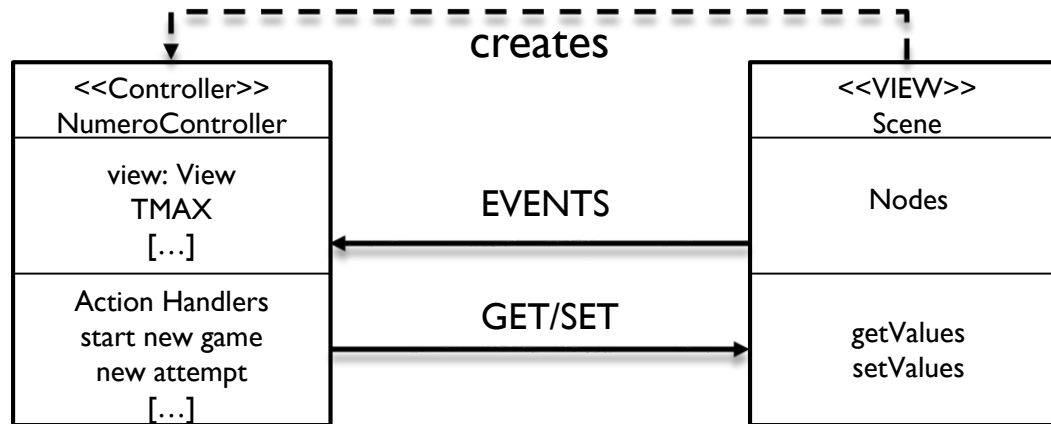 creates
<<Controller>>
NumeroController
view: View
TMAX
[...]
Action Handlers
start new game
new attempt
[...]
EVENTS
GET/SET
<<VIEW>>
Scene
Nodes
getValues
setValues